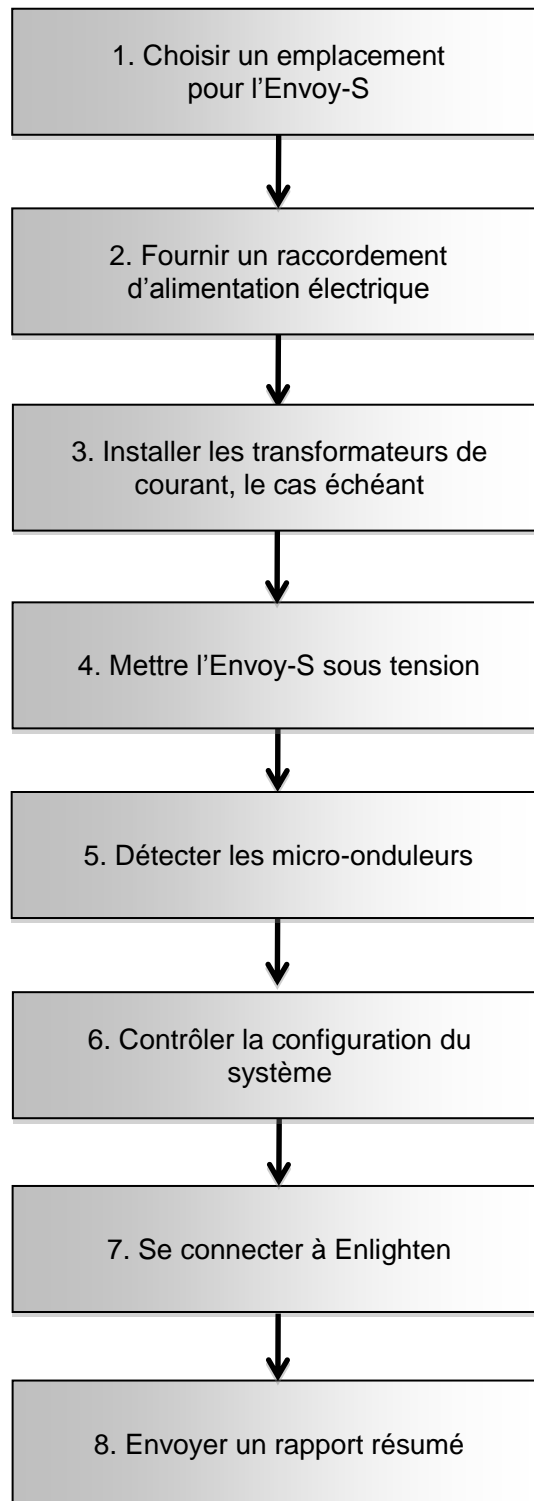 1. Choisir un emplacement
pour l’Envoy-S
2. Fournir un raccordement
d’alimentation électrique
3. Installer les transformateurs de
courant, le cas échéant
4. Mettre l’Envoy-S sous tension
5. Détecter les micro-onduleurs
6. Contrôler la configuration du
système
7. Se connecter à Enlighten
8. Envoyer un rapport résumé